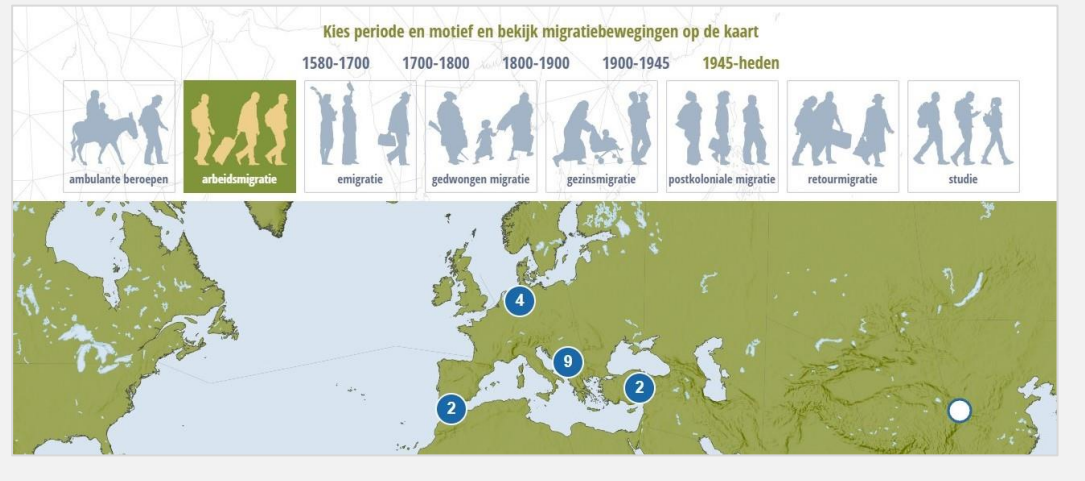 Kies periode en motief en bekijk migratiebewegingen op de kaart
1580-1700 1700-1800 1800-1900 1900-1945 1945-heden
ambulante beroepen arbeidsmigratie emigratie gedwongen migratie gezinsmigratie postkoloniale migratie retourmigratie studie
4
9
2
2